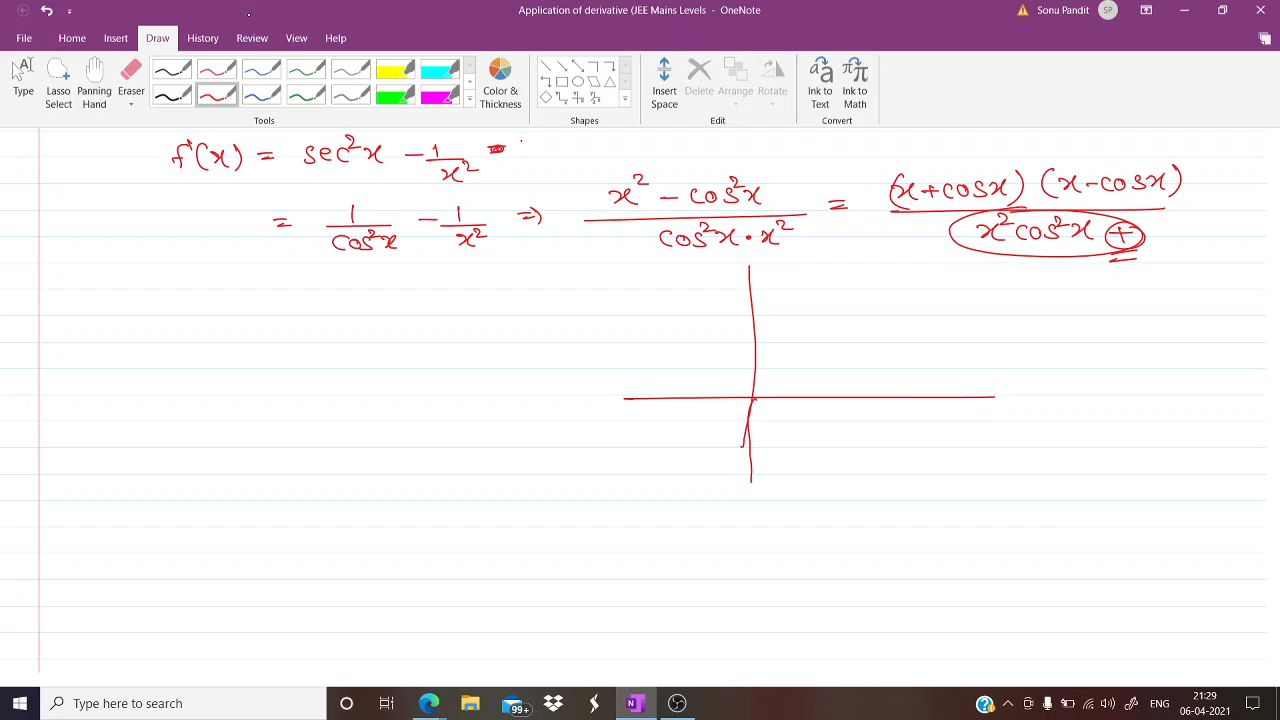 Application of derivative (JEE Mains Levels - OneNote
Sonu Pandit SP
File Home Insert Draw History Review View Help
Type
Lasso Select
Panning Hand
Eraser
Color & Thickness
Insert Space
Delete
Arrange
Rotate
Ink to Text
Ink to Math
Tools Shapes Edit Convert
f'(x) = sec²x - 1/x²
= 1/cos²x - 1/x² ⇒ x² - cos²x / cos²x · x² = (x+cosx) (x-cosx) / x²cos²x +
Type here to search
99+
ENG
21:29
06-04-2021